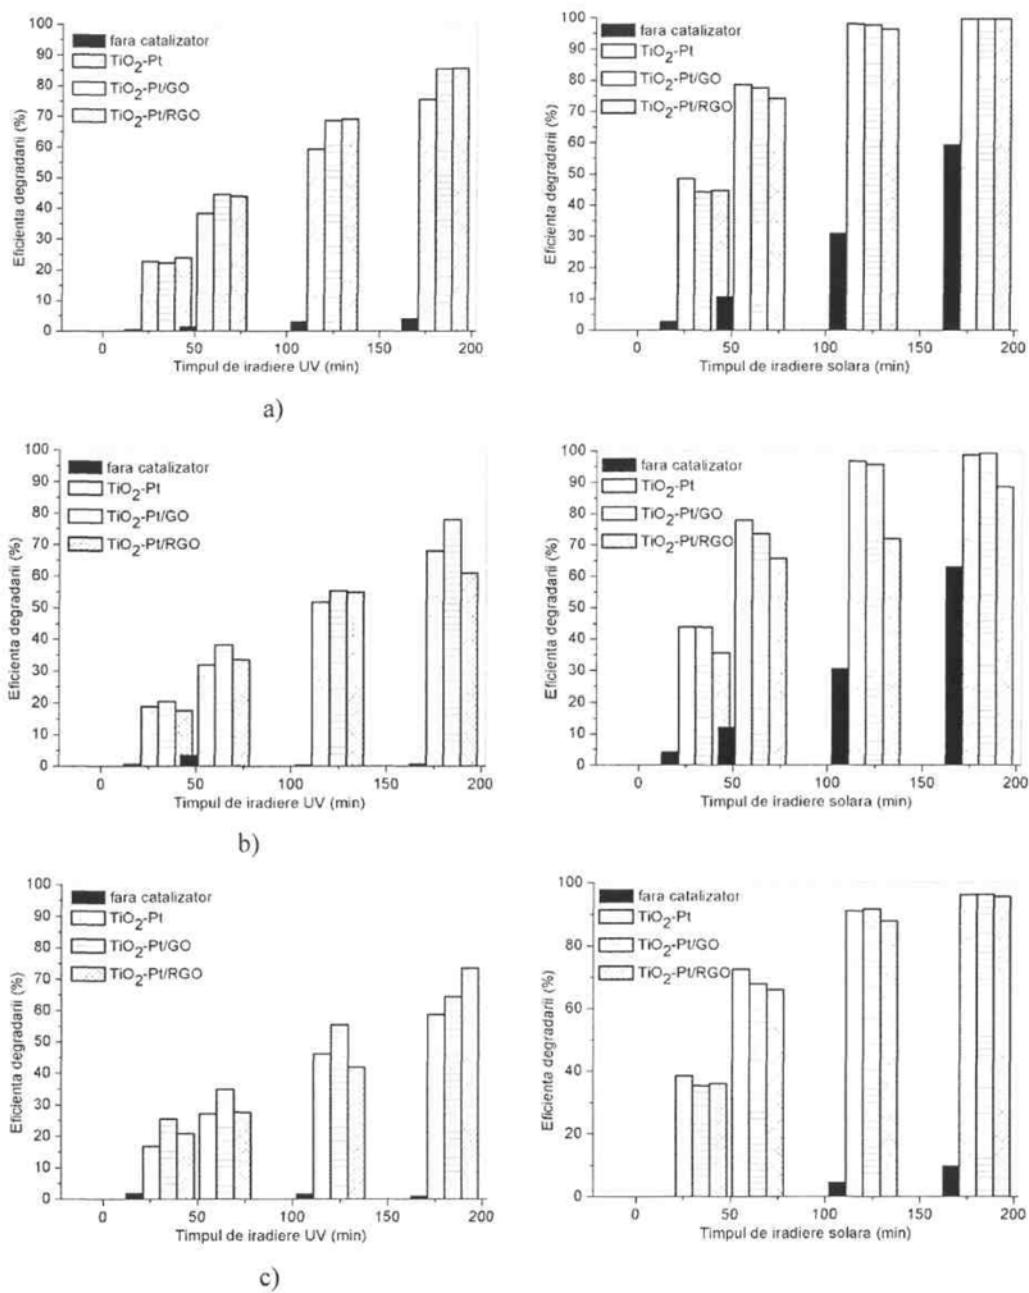 100
90
80
70
60
50
40
30
20
10
0
Eficienta degradarii (%)
fara catalizator
TiO2-Pt
TiO2-Pt/GO
TiO2-Pt/RGO
0 50 100 150 200
Timpul de iradiere UV (min)
100
90
80
70
60
50
40
30
20
10
0
Eficienta degradarii (%)
fara catalizator
TiO2-Pt
TiO2-Pt/GO
TiO2-Pt/RGO
0 50 100 150 200
Timpul de iradiere solara (min)
a)
100
90
80
70
60
50
40
30
20
10
0
Eficienta degradarii (%)
fara catalizator
TiO2-Pt
TiO2-Pt/GO
TiO2-Pt/RGO
0 50 100 150 200
Timpul de iradiere UV (min)
100
90
80
70
60
50
40
30
20
10
0
Eficienta degradarii (%)
fara catalizator
TiO2-Pt
TiO2-Pt/GO
TiO2-Pt/RGO
0 50 100 150 200
Timpul de iradiere solara (min)
b)
100
90
80
70
60
50
40
30
20
10
0
Eficienta degradarii (%)
fara catalizator
TiO2-Pt
TiO2-Pt/GO
TiO2-Pt/RGO
0 50 100 150 200
Timpul de iradiere UV (min)
100
80
60
40
20
0
Eficienta degradarii (%)
fara catalizator
TiO2-Pt
TiO2-Pt/GO
TiO2-Pt/RGO
0 50 100 150 200
Timpul de iradiere solara (min)
c)